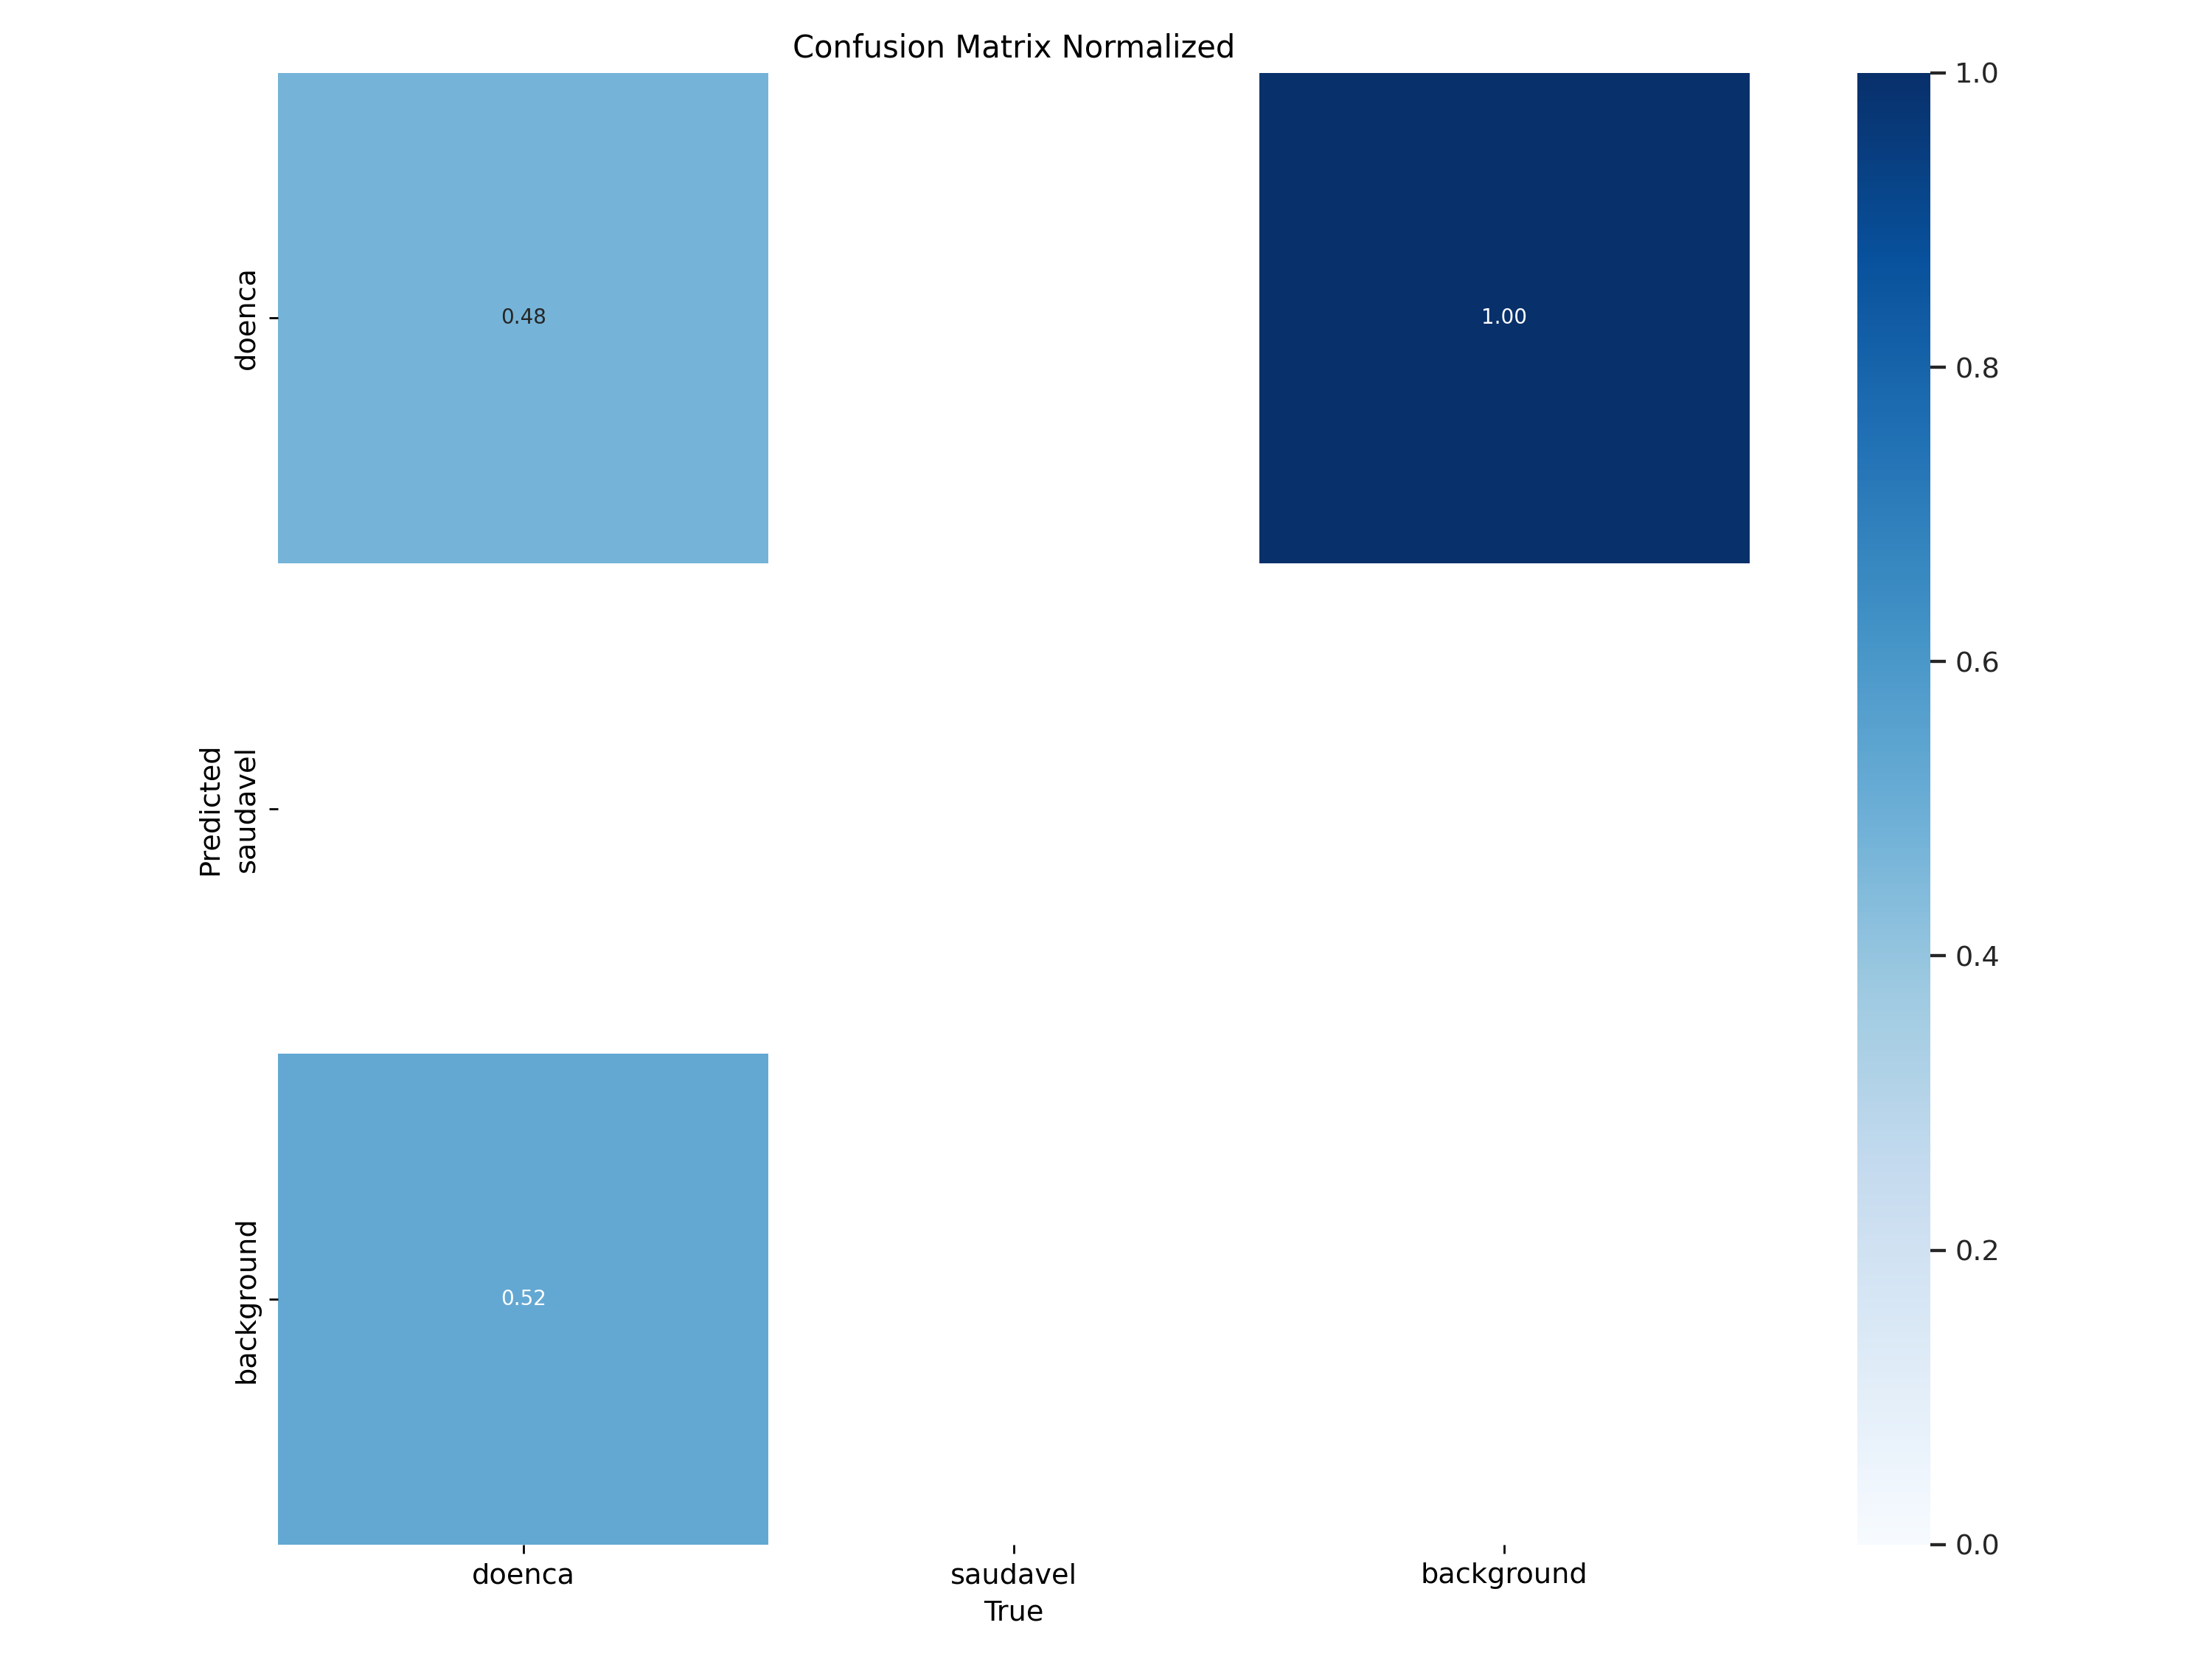 Confusion Matrix Normalized
doenca
saudavel
background
Predicted
0.48
1.00
0.52
doenca
saudavel
background
True
1.0
0.8
0.6
0.4
0.2
0.0